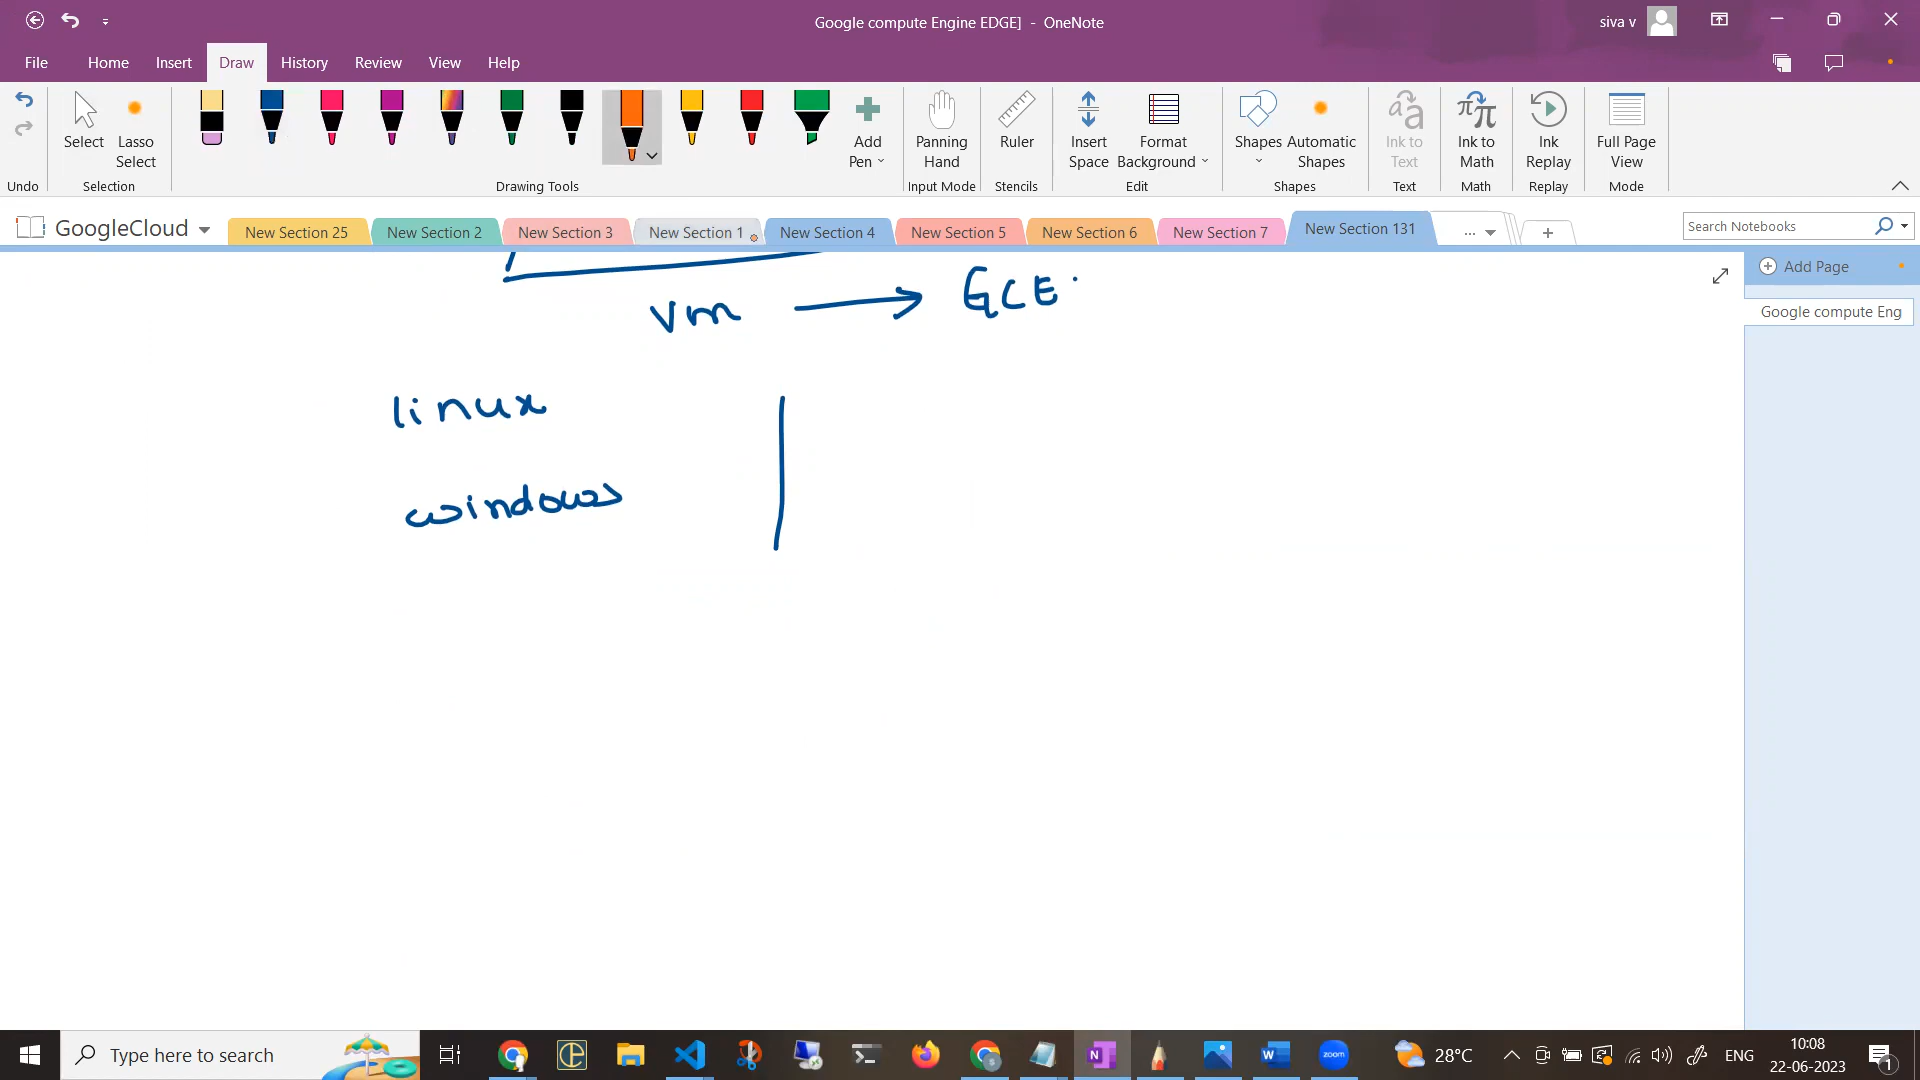 Google compute Engine EDGE] - OneNote
siva v
File Home Insert Draw History Review View Help
Select
Lasso Select
Add Pen
Panning Hand
Ruler
Insert Space
Format Background
Shapes
Automatic Shapes
Ink to Text
Ink to Math
Ink Replay
Full Page View
Undo Selection Drawing Tools Input Mode Stencils Edit Shapes Text Math Replay Mode
GoogleCloud New Section 25 New Section 2 New Section 3 New Section 1 New Section 4 New Section 5 New Section 6 New Section 7 New Section 131 ... Search Notebooks
Add Page
Google compute Eng
vm → GCE
linux
windows
Type here to search
zoom
28°C
ENG
10:08
22-06-2023
1